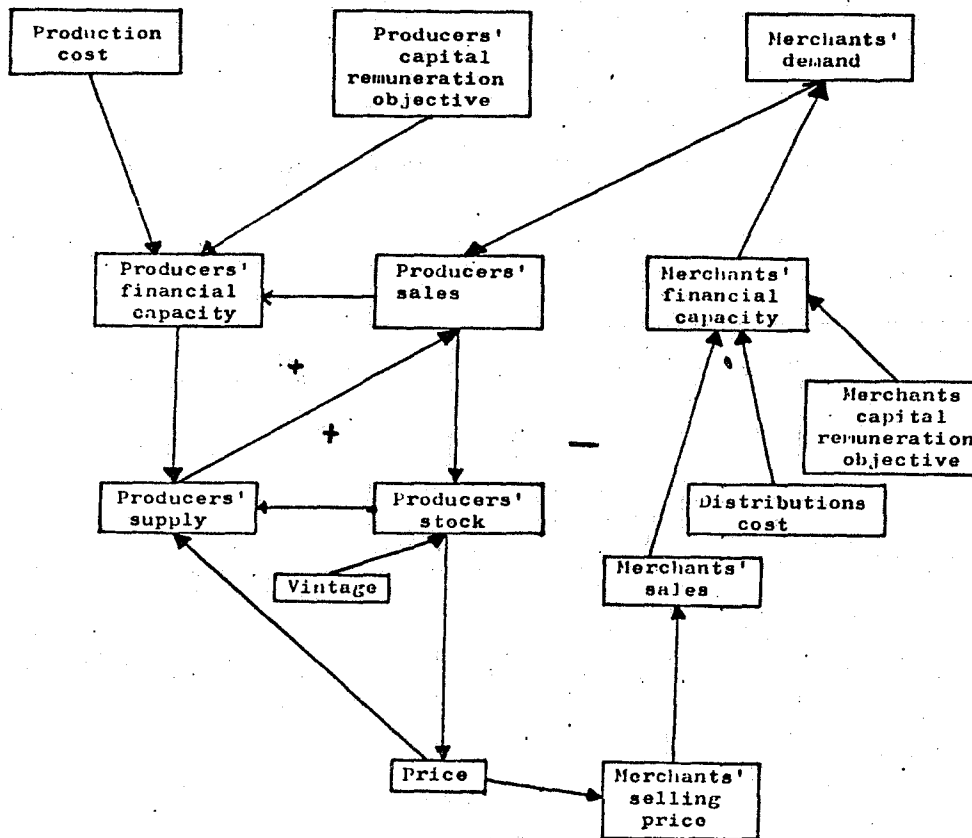 Production
cost
Producers'
capital
remuneration
objective
Merchants'
demand
Producers'
financial
capacity
Producers'
sales
Merchants'
financial
capacity
+
+
—
Merchants
capital
remuneration
objective
Producers'
supply
Producers'
stock
Distributions
cost
Vintage
Merchants'
sales
Price
Merchants'
selling
price